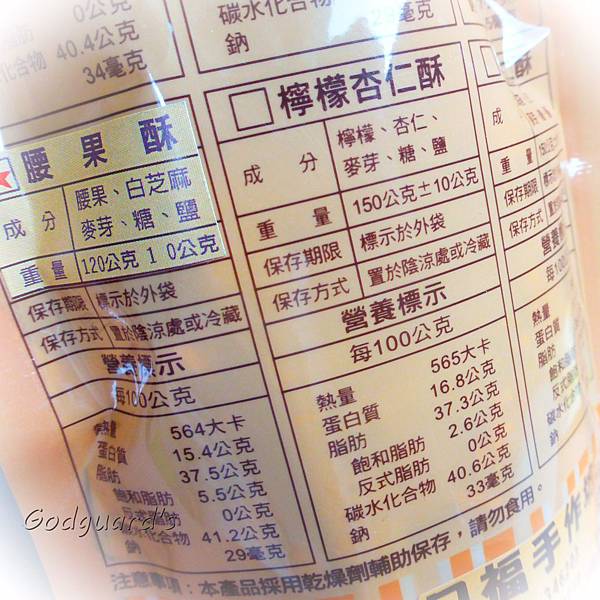 0公克
40.4公克
34毫克
碳水化合物
鈉
腰果酥
成分
腰果、白芝麻
麥芽、糖、鹽
重量
120公克 1 0公克
保存期限
標示於外袋
保存方式
置於陰涼處或冷藏
營養標示
每100公克
熱量 564大卡
蛋白質 15.4公克
脂肪 37.5公克
飽和脂肪 5.5公克
反式脂肪 0公克
碳水化合物 41.2公克
鈉 29毫克
檸檬杏仁酥
成分
檸檬、杏仁、
麥芽、糖、鹽
重量
150公克±10公克
保存期限
標示於外袋
保存方式
置於陰涼處或冷藏
營養標示
每100公克
熱量 565大卡
蛋白質 16.8公克
脂肪 37.3公克
飽和脂肪 2.6公克
反式脂肪 0公克
碳水化合物 40.6公克
鈉 33毫克
酥
成
重量
保存期限
保存方式
熱量
蛋白質
脂肪
飽和脂肪
碳水化合物
鈉
注意事項：本產品採用乾燥劑輔助保存，請勿食用。
福手作
Godguard's